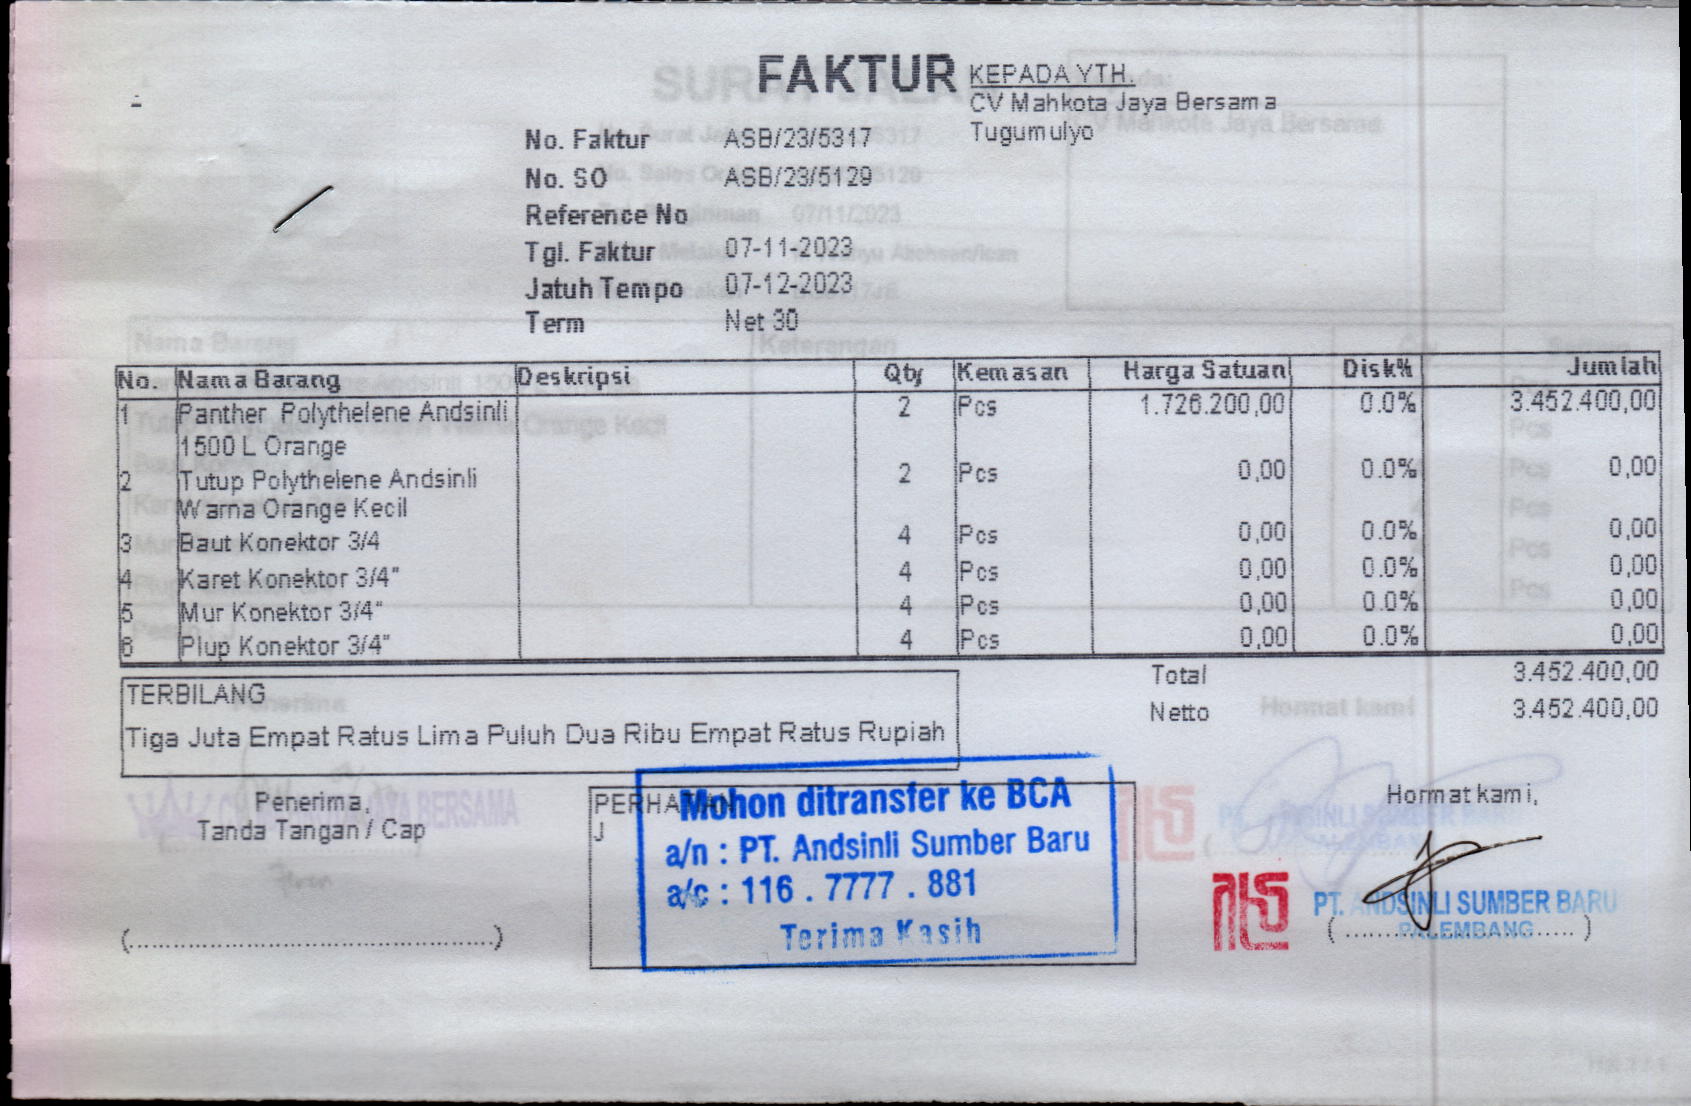 FAKTUR
KEPADA YTH.
CV Mahkota Jaya Bersama
Tugumulyo
No. Faktur ASB/23/5317
No. SO ASB/23/5129
Reference No
Tgl. Faktur 07-11-2023
Jatuh Tempo 07-12-2023
Term Net 30
No. Nama Barang Deskripsi Qty Kemasan Harga Satuan Disk% Jumlah
1 Panther Polythelene Andsinli 2 Pcs 1.726.200,00 0.0% 3.452.400,00
1500 L Orange
2 Tutup Polythelene Andsinli 2 Pcs 0,00 0.0% 0,00
Warna Orange Kecil
3 Baut Konektor 3/4 4 Pcs 0,00 0.0% 0,00
4 Karet Konektor 3/4" 4 Pcs 0,00 0.0% 0,00
5 Mur Konektor 3/4" 4 Pcs 0,00 0.0% 0,00
6 Plup Konektor 3/4" 4 Pcs 0,00 0.0% 0,00
Total 3.452.400,00
Netto 3.452.400,00
TERBILANG
Tiga Juta Empat Ratus Lima Puluh Dua Ribu Empat Ratus Rupiah
Penerima,
Tanda Tangan / Cap
(............................................)
PERHATIAN
J
Mohon ditransfer ke BCA
a/n : PT. Andsinli Sumber Baru
a/c : 116 . 7777 . 881
Terima Kasih
Hormat kami,
PT. ANDSINLI SUMBER BARU
PALEMBANG